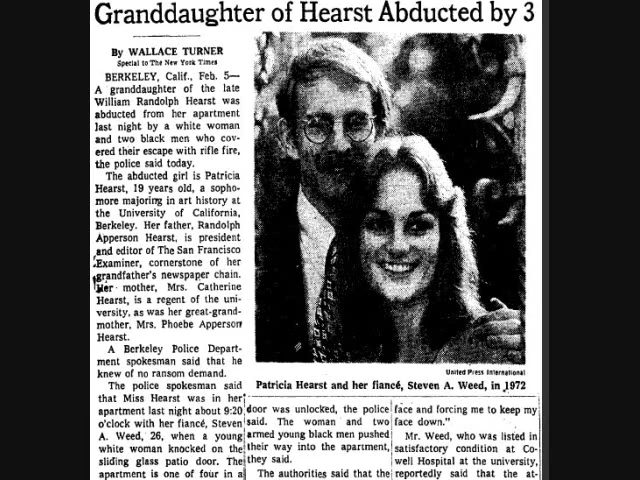 Granddaughter of Hearst Abducted by 3
By WALLACE TURNER
Special to The New York Times
BERKELEY, Calif., Feb. 5—
A granddaughter of the late
William Randolph Hearst was
abducted from her apartment
last night by a white woman
and two black men who cov-
ered their escape with rifle fire,
the police said today.
The abducted girl is Patricia
Hearst, 19 years old, a sopho-
more majoring in art history at
the University of California,
Berkeley. Her father, Randolph
Apperson Hearst, is president
and editor of The San Francisco
Examiner, cornerstone of her
grandfather's newspaper chain.
Her mother, Mrs. Catherine
Hearst, is a regent of the uni-
versity, as was her great-grand-
mother, Mrs. Phoebe Apperson
Hearst.
A Berkeley Police Depart-
ment spokesman said that he
knew of no ransom demand.
The police spokesman said
that Miss Hearst was in her
apartment last night about 9:20
o'clock with her fiancé, Steven
A. Weed, 26, when a young
white woman knocked on the
sliding glass patio door. The
apartment is one of four in a
United Press International
Patricia Hearst and her fiancé, Steven A. Weed, in 1972
door was unlocked, the police
said. The woman and two
armed young black men pushed
their way into the apartment,
they said.
The authorities said that the
face and forcing me to keep my
face down."
Mr. Weed, who was listed in
satisfactory condition at Co-
well Hospital at the university,
reportedly said that the at-